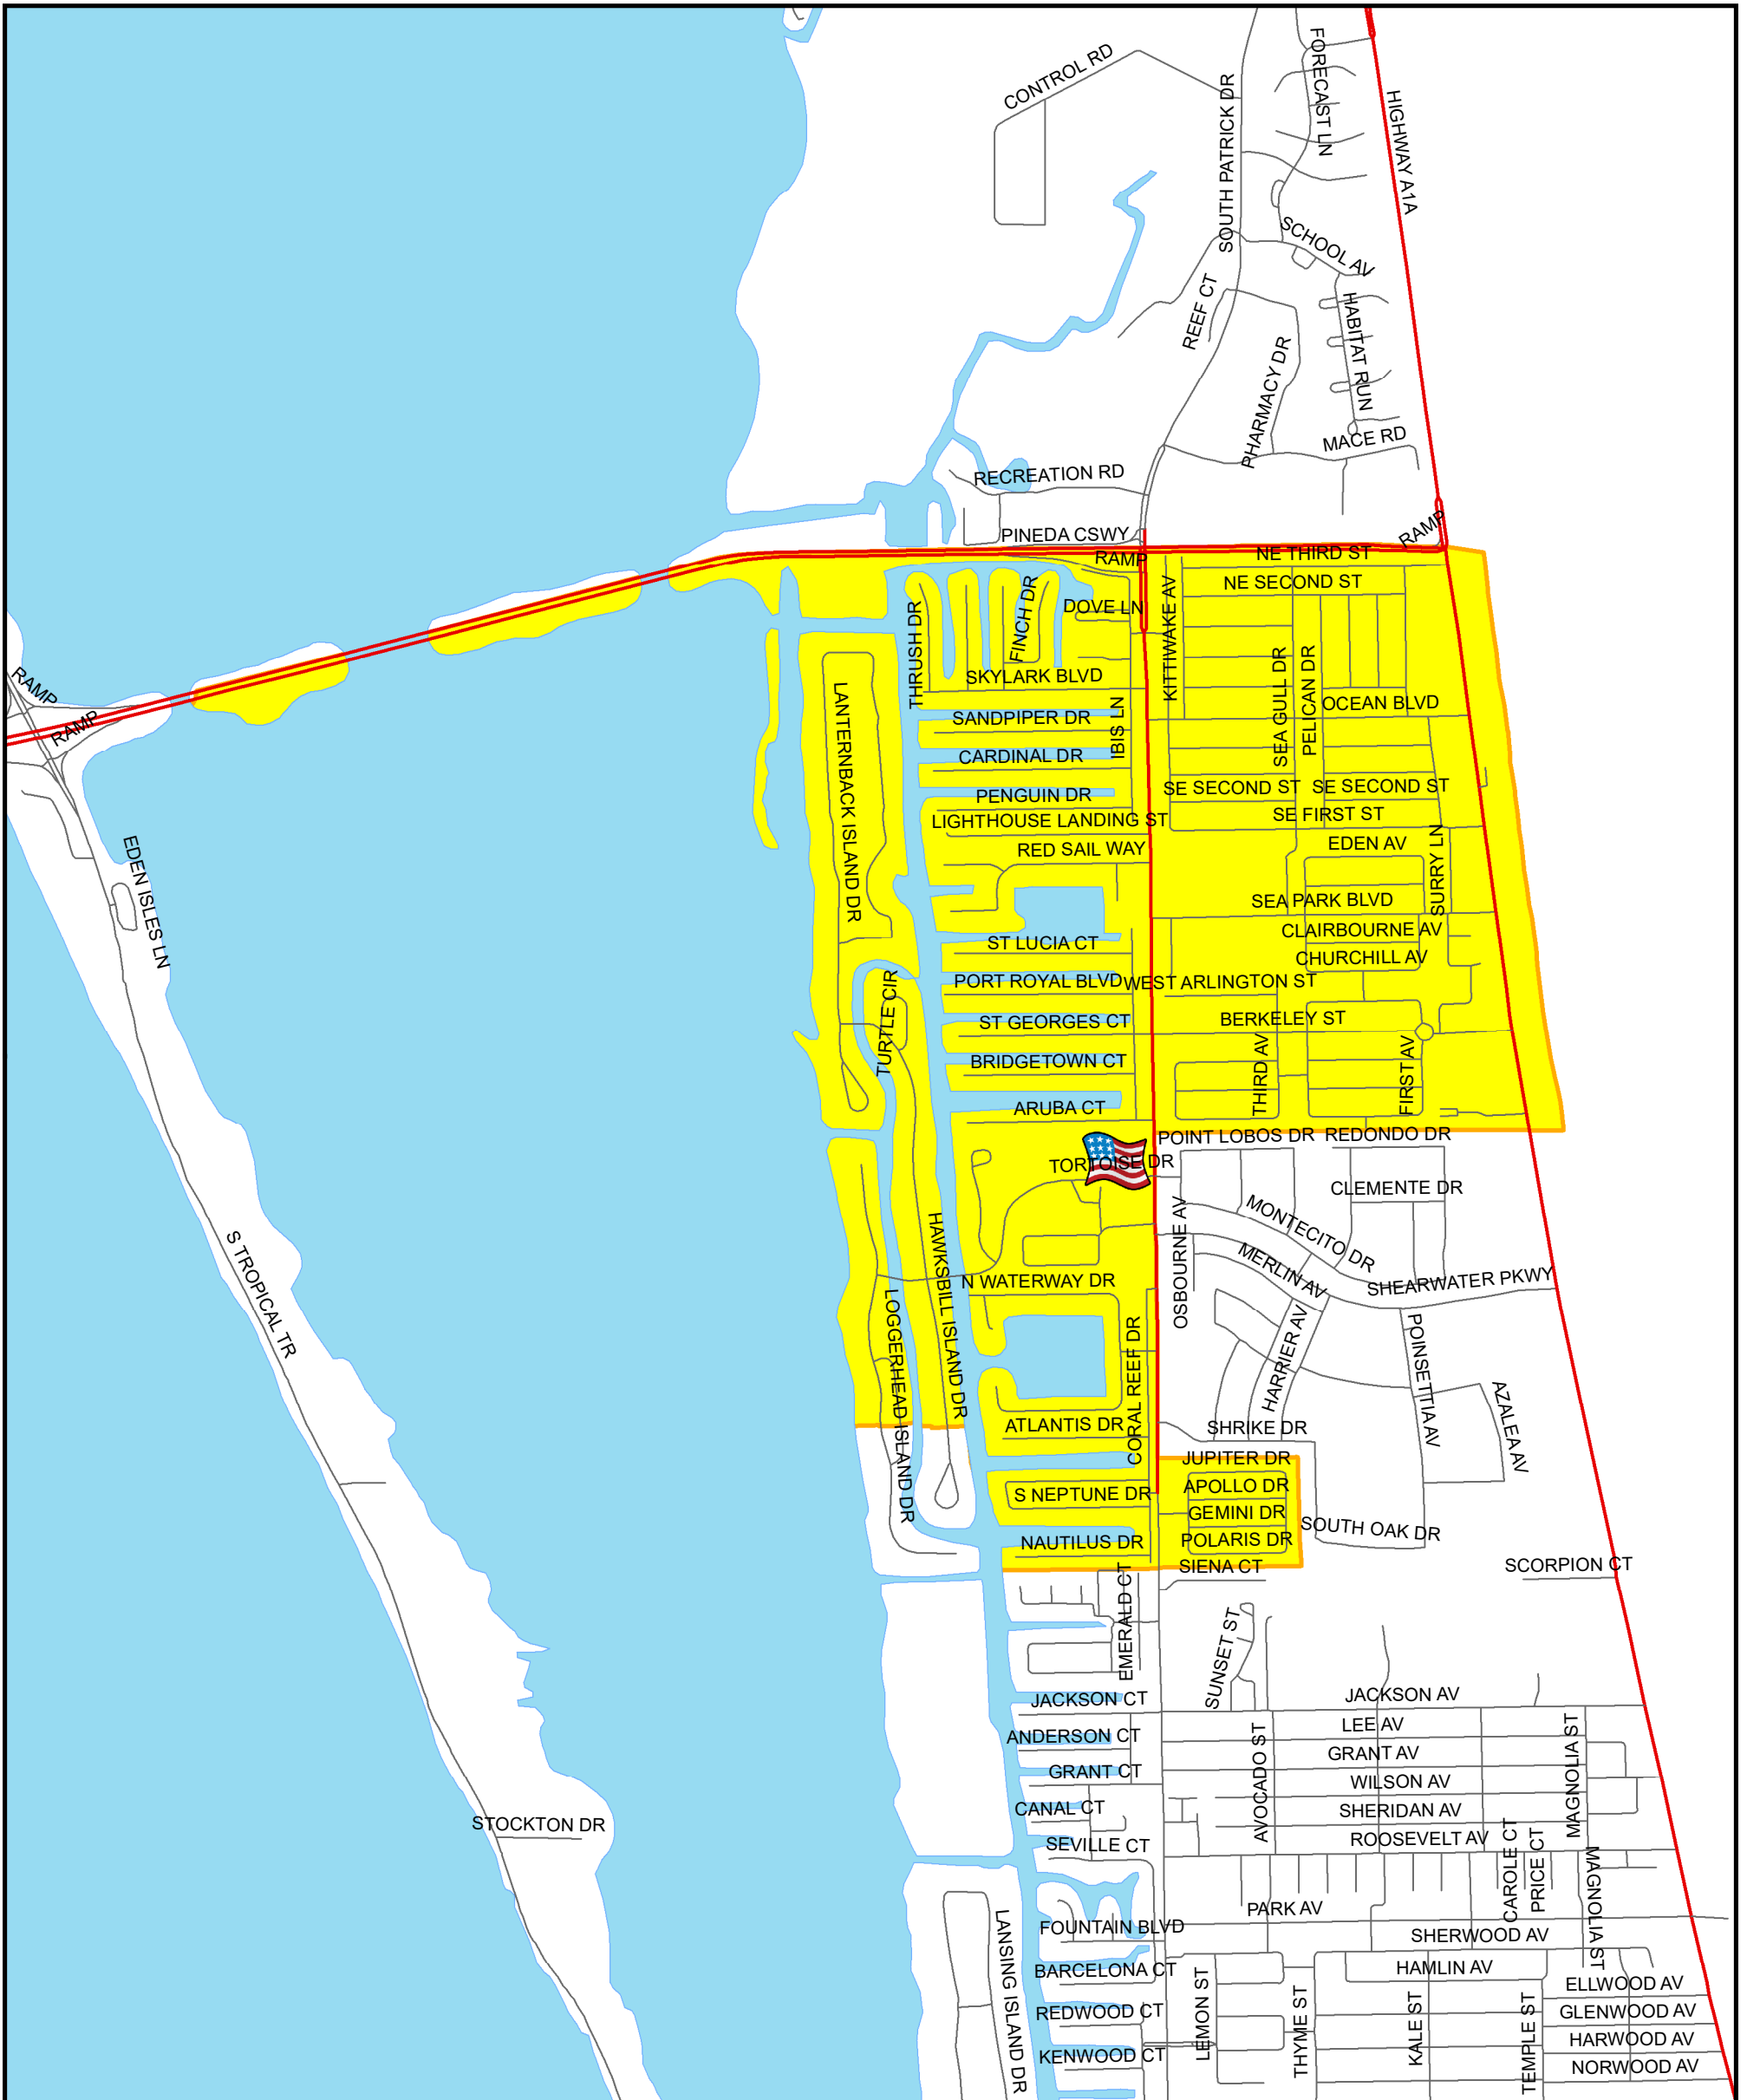 CONTROL RD
SOUTH PATRICK DR
FORECAST LN
HIGHWAY A1A
SCHOOL AV
REEF CT
HABITAT RUN
PHARMACY DR
MACE RD
RECREATION RD
PINEDA CSWY
RAMP
RAMP
NE THIRD ST
NE SECOND ST
KITTIWAKE AV
DOVE LN
FINCH DR
THRUSH DR
SKYLARK BLVD
SEA GULL DR
PELICAN DR
OCEAN BLVD
RAMP
RAMP
LANTERNBACK ISLAND DR
SANDPIPER DR
IBIS LN
CARDINAL DR
PENGUIN DR
SE SECOND ST
SE SECOND ST
LIGHTHOUSE LANDING ST
SE FIRST ST
RED SAIL WAY
EDEN AV
SURRY LN
EDEN ISLES LN
SEA PARK BLVD
ST LUCIA CT
CLAIRBOURNE AV
CHURCHILL AV
PORT ROYAL BLVD
WEST ARLINGTON ST
TURTLE CIR
ST GEORGES CT
BERKELEY ST
BRIDGETOWN CT
THIRD AV
FIRST AV
ARUBA CT
POINT LOBOS DR
REDONDO DR
TORTOISE DR
CLEMENTE DR
OSBOURNE AV
MONTECITO DR
MERLIN AV
SHEARWATER PKWY
S TROPICAL TR
HAWKSBILL ISLAND DR
N WATERWAY DR
LOGGERHEAD ISLAND DR
CORAL REEF DR
HARRIER AV
POINSETTIA AV
AZALEA AV
ATLANTIS DR
SHRIKE DR
JUPITER DR
S NEPTUNE DR
APOLLO DR
GEMINI DR
SOUTH OAK DR
NAUTILUS DR
POLARIS DR
SIENA CT
SCORPION CT
EMERALD CT
SUNSET ST
JACKSON CT
JACKSON AV
ANDERSON CT
LEE AV
AVOCADO ST
MAGNOLIA ST
GRANT AV
GRANT CT
WILSON AV
CANAL CT
SHERIDAN AV
STOCKTON DR
SEVILLE CT
ROOSEVELT AV
CAROLE CT
PRICE CT
MAGNOLIA ST
PARK AV
LANSING ISLAND DR
FOUNTAIN BLVD
SHERWOOD AV
BARCELONA CT
HAMLIN AV
ELLWOOD AV
LEMON ST
THYME ST
KALE ST
TEMPLE ST
REDWOOD CT
GLENWOOD AV
HARWOOD AV
KENWOOD CT
NORWOOD AV